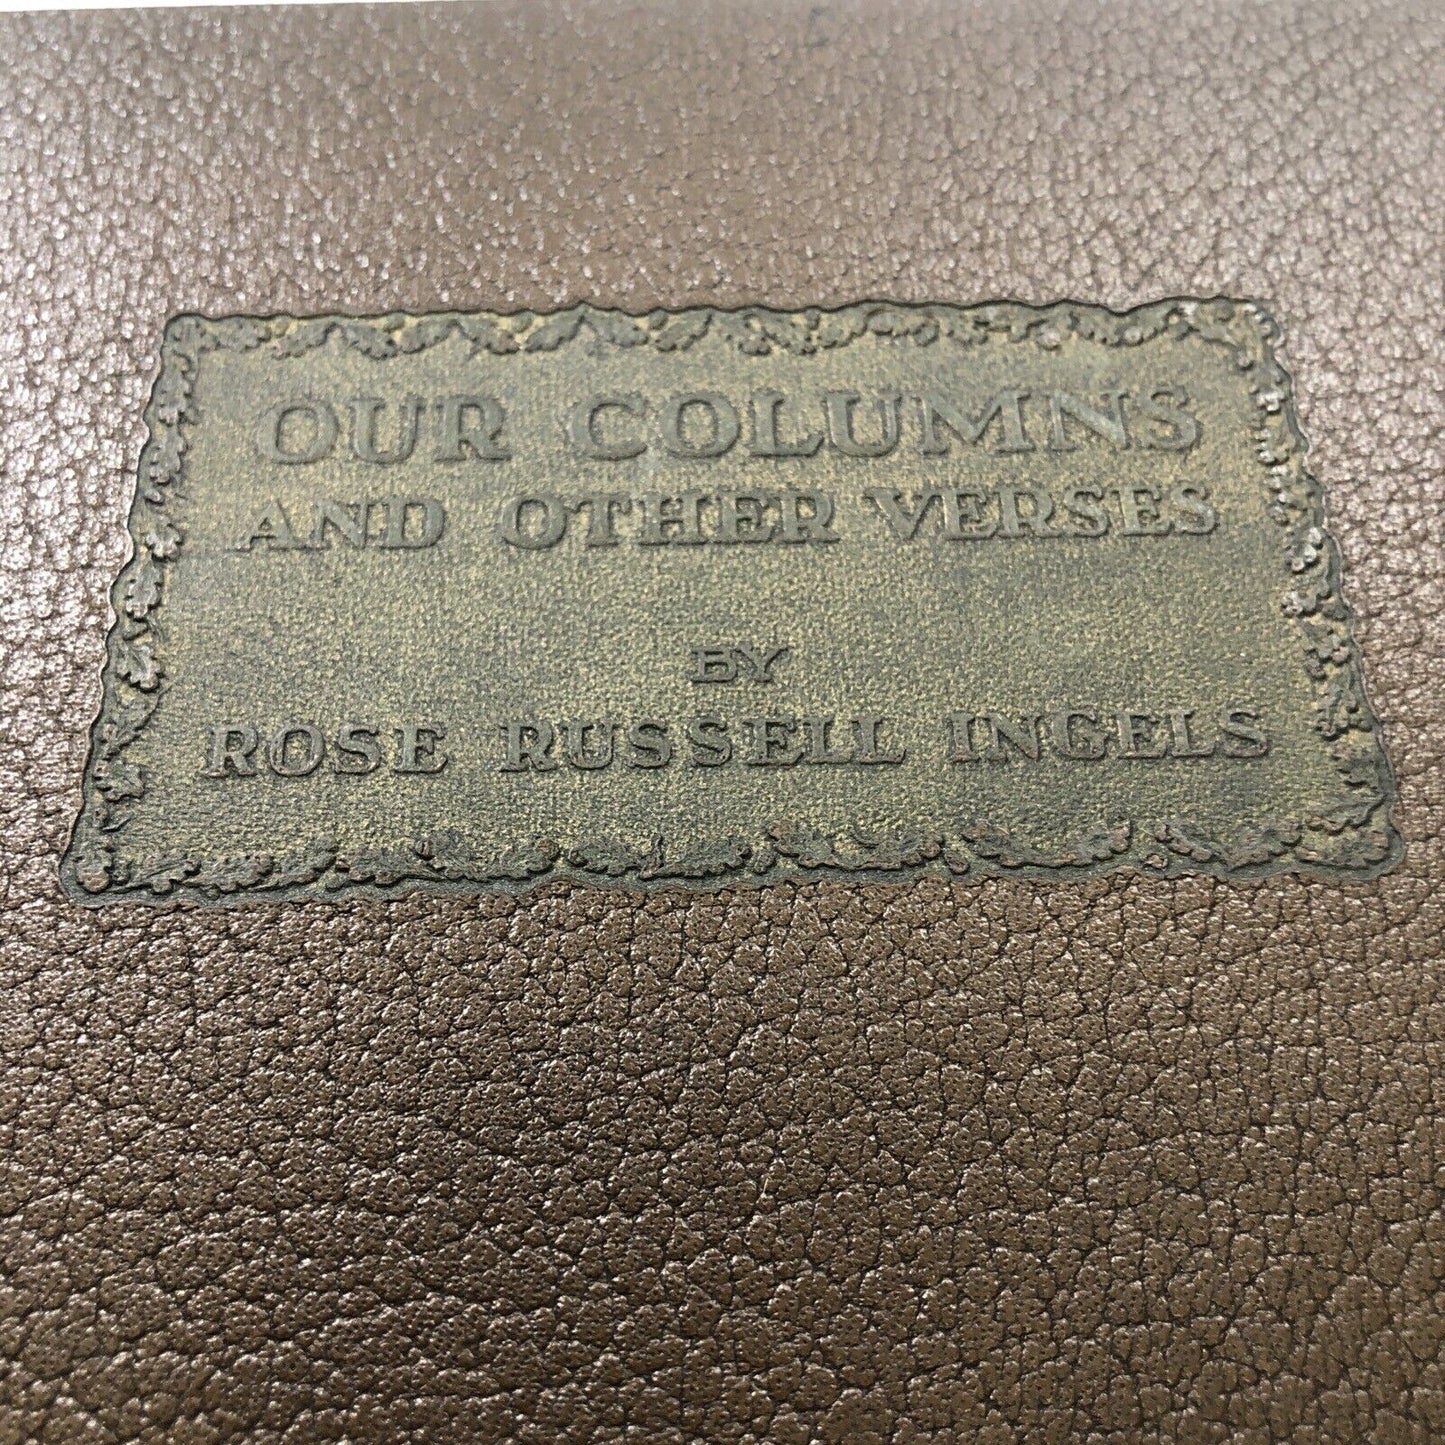 OUR COLUMNS
AND OTHER VERSES
BY
ROSE RUSSELL INGELS